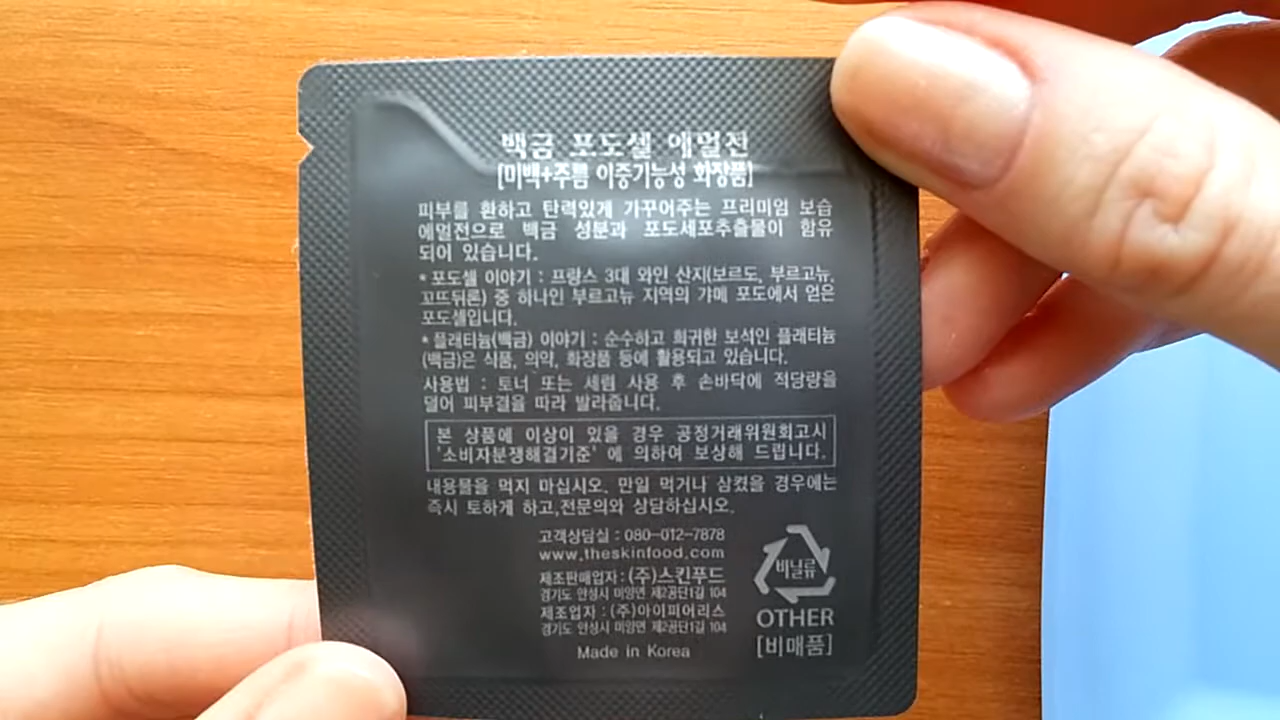 백금 포도셀 에멀전
[미백+주름 이중기능성 화장품]
피부를 환하고 탄력있게 가꾸어주는 프리미엄 보습
에멀전으로 백금 성분과 포도세포추출물이 함유
되어 있습니다.
* 포도셀 이야기 : 프랑스 3대 와인 산지(보르도, 부르고뉴,
꼬뜨뒤론) 중 하나인 부르고뉴 지역의 갸메 포도에서 얻은
포도셀입니다.
* 플래티늄(백금) 이야기 : 순수하고 희귀한 보석인 플래티늄
(백금)은 식품, 의약, 화장품 등에 활용되고 있습니다.
사용법 : 토너 또는 세럼 사용 후 손바닥에 적당량을
덜어 피부결을 따라 발라줍니다.
본 상품에 이상이 있을 경우 공정거래위원회고시
'소비자분쟁해결기준' 에 의하여 보상해 드립니다.
내용물을 먹지 마십시오. 만일 먹거나 삼켰을 경우에는
즉시 토하게 하고,전문의와 상담하십시오.
고객상담실 : 080-012-7878
www.theskinfood.com
제조판매업자 : (주)스킨푸드
경기도 안성시 미양면 제2공단1길 104
제조업자 : (주)아이피어리스
경기도 안성시 미양면 제2공단1길 104
Made in Korea
비닐류
OTHER
[비매품]